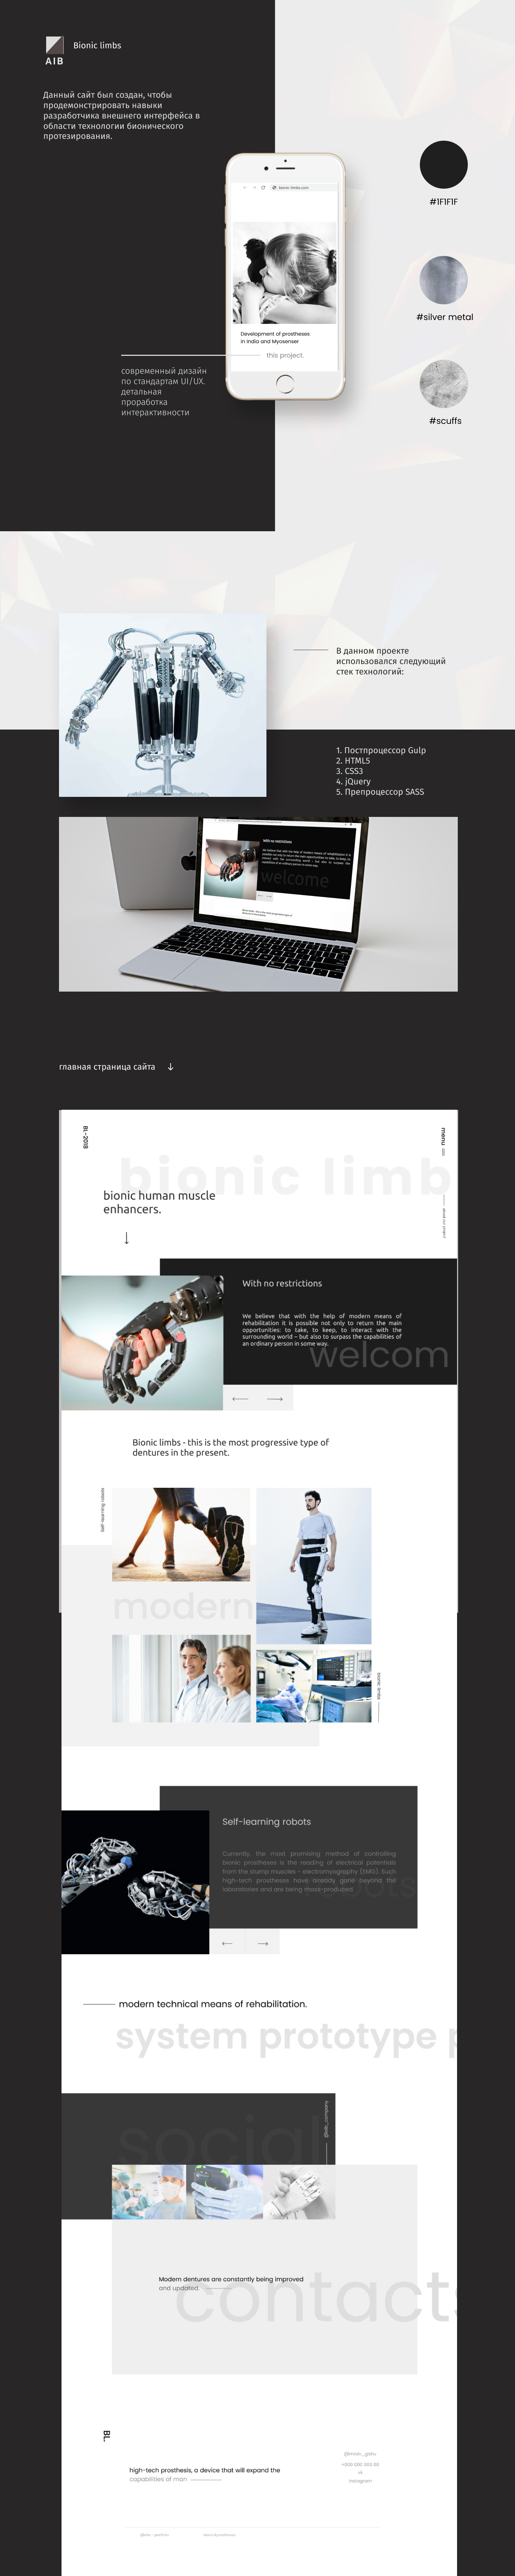 Bionic limbs
AIB
Данный сайт был создан, чтобы
продемонстрировать навыки
разработчика внешнего интерфейса в
области технологии бионического
протезирования.
bionic-limbs.com
Development of prostheses
in India and Myosenser
this project.
#1F1F1F
#silver metal
#scuffs
современный дизайн
по стандартам UI/UX.
детальная
проработка
интерактивности
В данном проекте
использовался следующий
стек технологий:
1. Постпроцессор Gulp
2. HTML5
3. CSS3
4. jQuery
5. Препроцессор SASS
With no restrictions
welcome
главная страница сайта
BL-2018
menu
about our project
bionic limb
bionic human muscle
enhancers.
With no restrictions
We believe that with the help of modern means of
rehabilitation it is possible not only to return the main
opportunities: to take, to keep, to interact with the
surrounding world – but also to surpass the capabilities of
an ordinary person in some way.
welcom
Bionic limbs - this is the most progressive type of
dentures in the present.
Self-learning robots
modern
bionic limbs
Self-learning robots
Currently, the most promising method of controlling
bionic prostheses is the reading of electrical potentials
from the stump muscles - electromyography (EMG). Such
high-tech prostheses have already gone beyond the
laboratories and are being mass-produced.
modern technical means of rehabilitation.
system prototype p
social
contacts
Modern dentures are constantly being improved
and updated.
BL.
high-tech prosthesis, a device that will expand the
capabilities of man
+000 000 000 00
vk
instagram